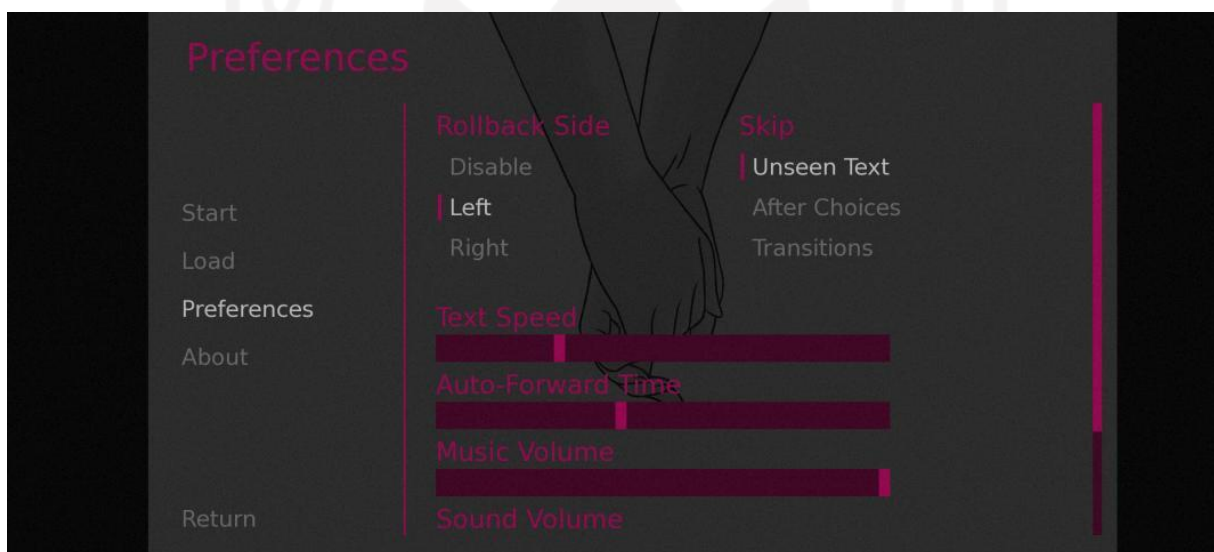 Preferences
Start
Load
Preferences
About
Return
Rollback Side
Disable
Left
Right
Skip
Unseen Text
After Choices
Transitions
Text Speed
Auto-Forward Time
Music Volume
Sound Volume